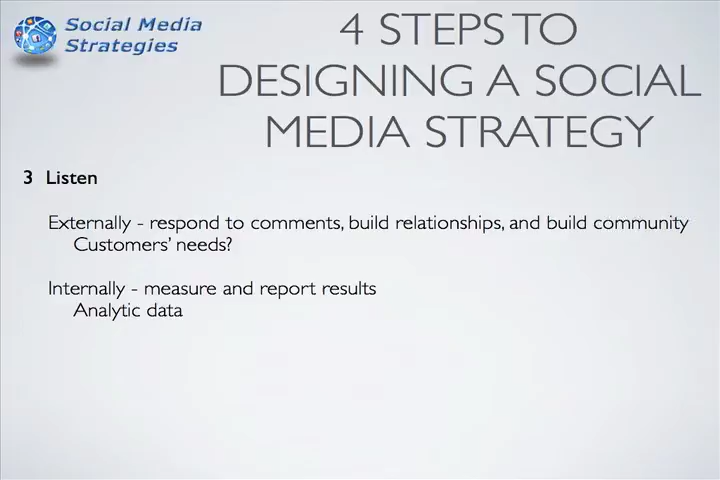 Social Media
Strategies
4 STEPS TO
DESIGNING A SOCIAL
MEDIA STRATEGY
3 Listen
Externally - respond to comments, build relationships, and build community
Customers' needs?
Internally - measure and report results
Analytic data